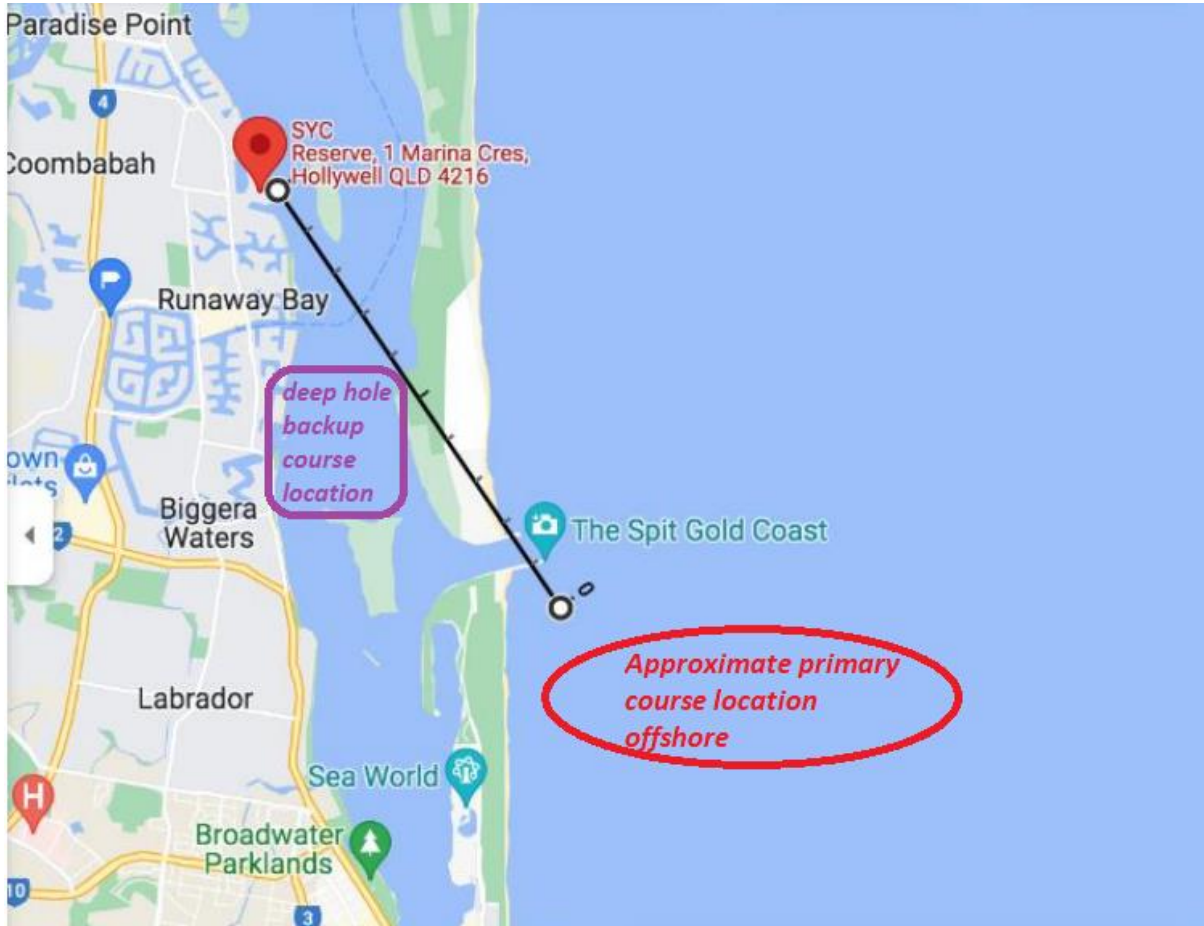 Paradise Point
4
SYC
Reserve, 1 Marina Cres,
Hollywell QLD 4216
Coombabah
P
Runaway Bay
deep hole
backup
course
location
own
2
Biggera
Waters
The Spit Gold Coast
0
Approximate primary
course location
offshore
Labrador
Sea World
H
Broadwater
Parklands
10
3